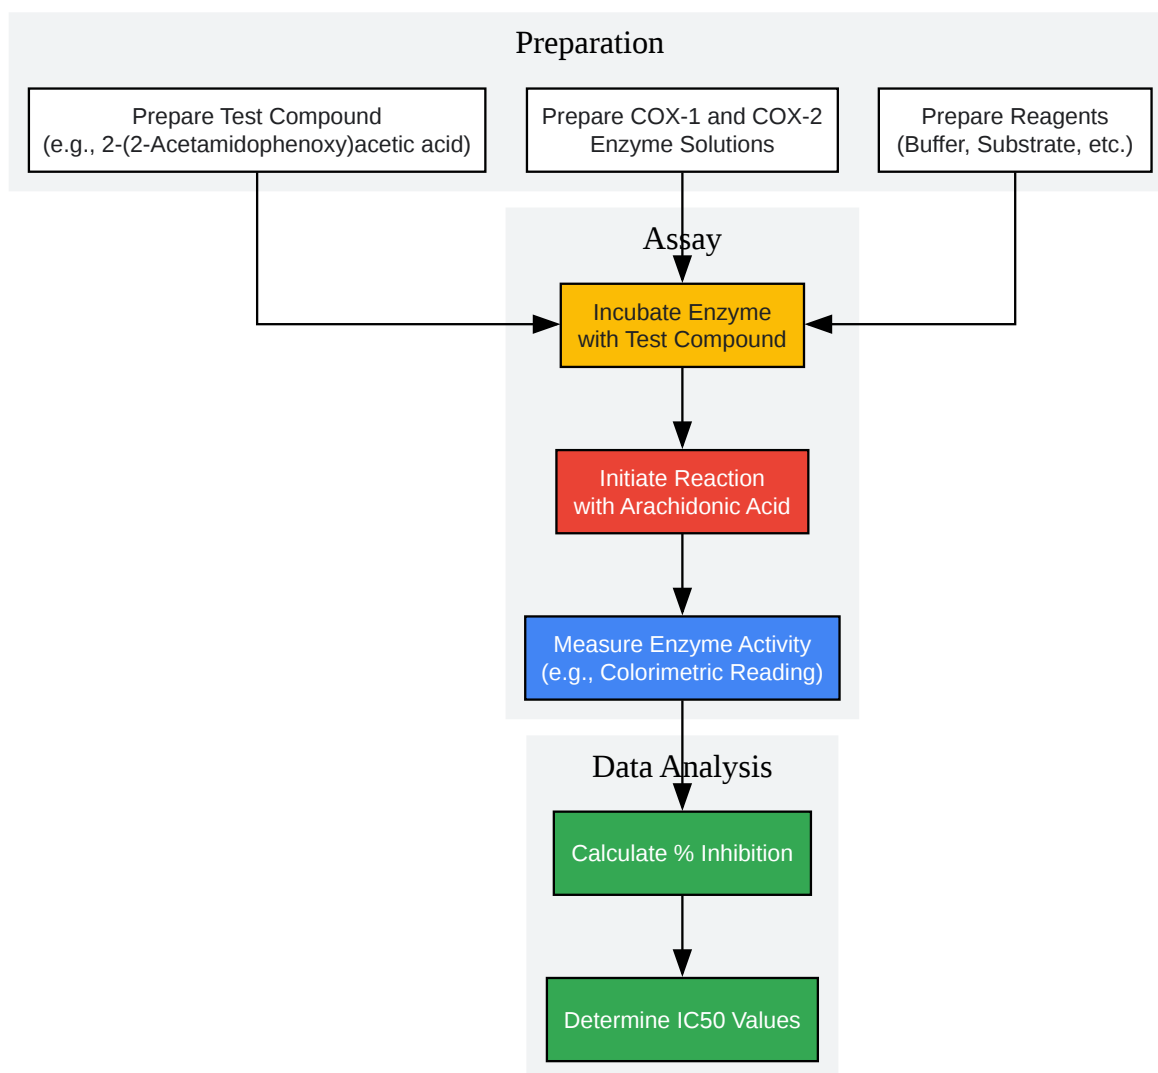 Preparation
Prepare Test Compound
(e.g., 2-(2-Acetamidophenoxy)acetic acid)
Prepare COX-1 and COX-2
Enzyme Solutions
Prepare Reagents
(Buffer, Substrate, etc.)
Assay
Incubate Enzyme
with Test Compound
Initiate Reaction
with Arachidonic Acid
Measure Enzyme Activity
(e.g., Colorimetric Reading)
Data Analysis
Calculate % Inhibition
Determine IC50 Values